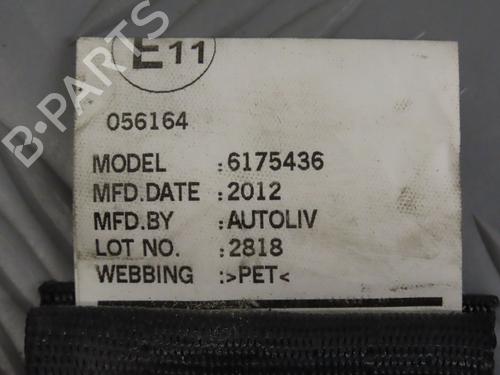 E11
056164
MODEL :6175436
MFD.DATE :2012
MFD.BY :AUTOLIV
LOT NO. :2818
WEBBING :>PET<
B-PARTS